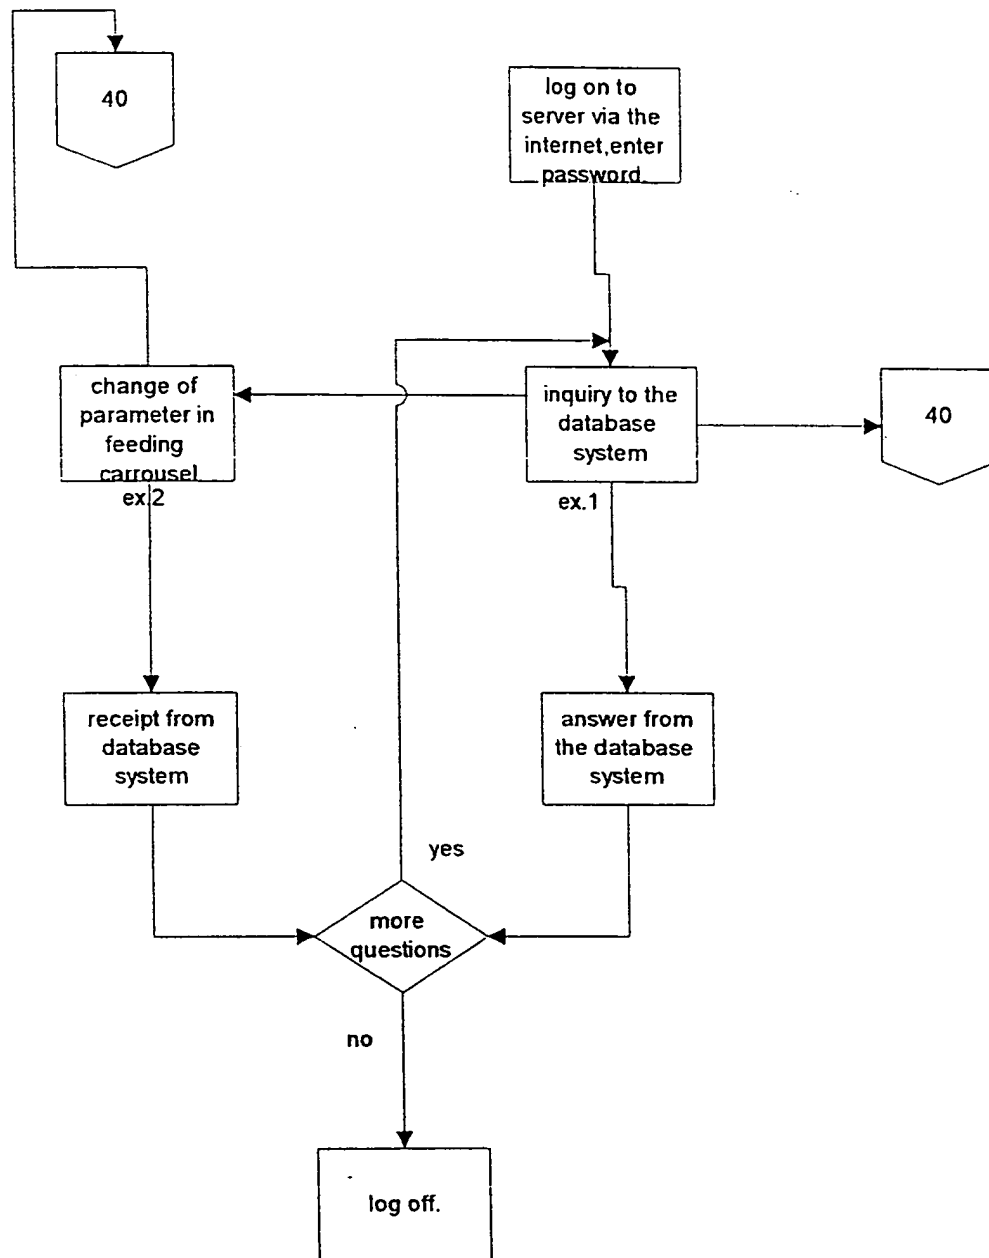 40
log on to
server via the
internet,enter
password.
change of
parameter in
feeding
carrousel
ex.2
inquiry to the
database
system
ex.1
40
receipt from
database
system
answer from
the database
system
yes
more
questions
no
log off.